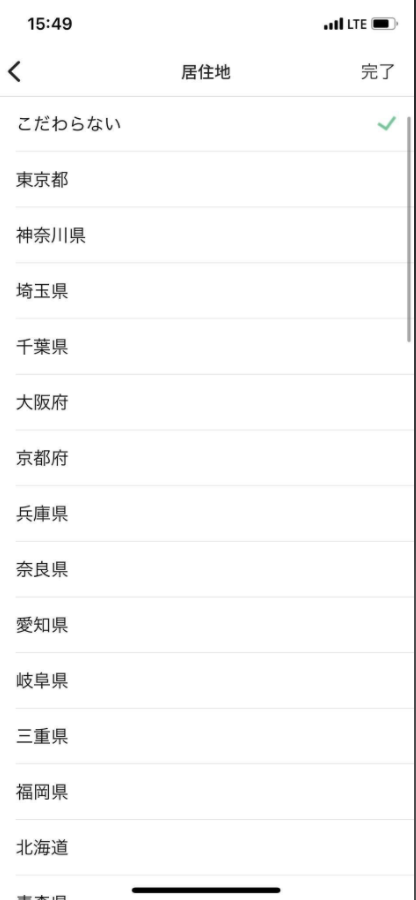 15:49 LTE
居住地 完了
こだわらない
東京都
神奈川県
埼玉県
千葉県
大阪府
京都府
兵庫県
奈良県
愛知県
岐阜県
三重県
福岡県
北海道